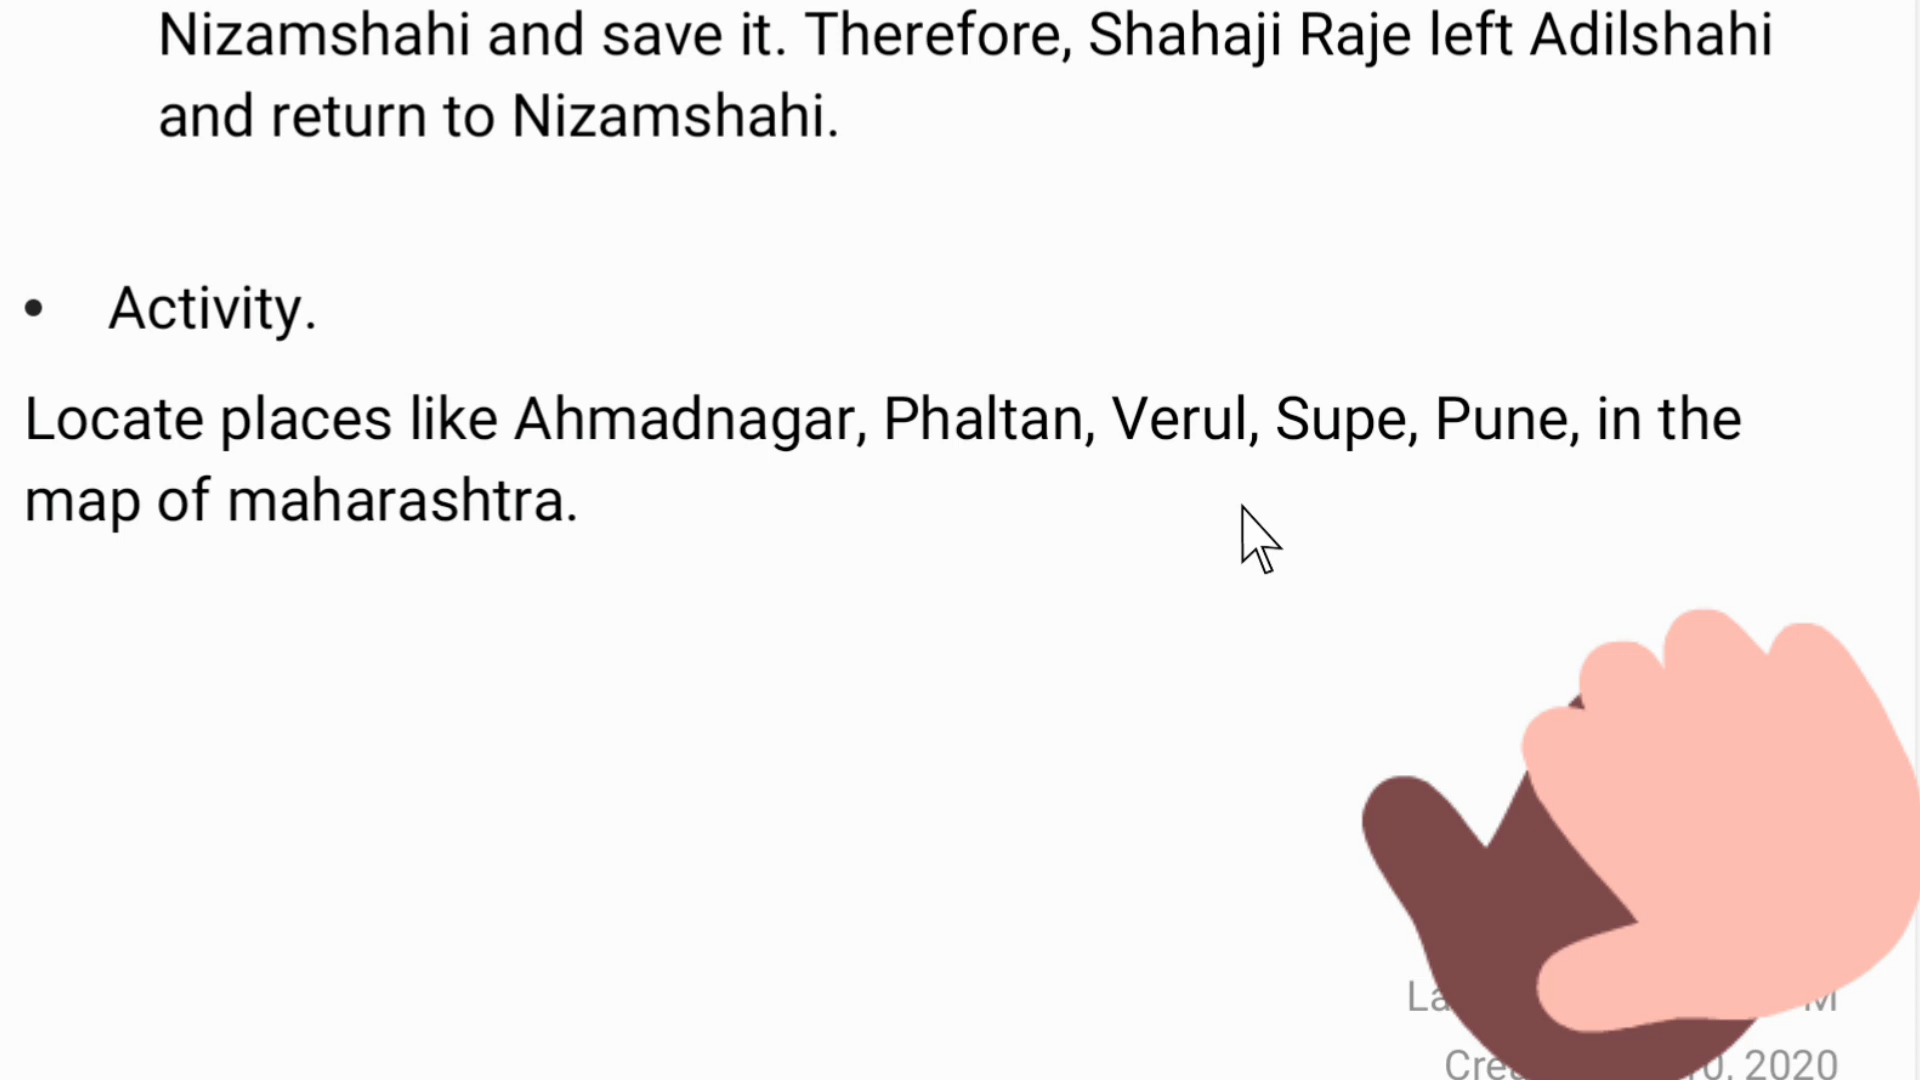 Nizamshahi and save it. Therefore, Shahaji Raje left Adilshahi
and return to Nizamshahi.
• Activity.
Locate places like Ahmadnagar, Phaltan, Verul, Supe, Pune, in the
map of maharashtra.
2020